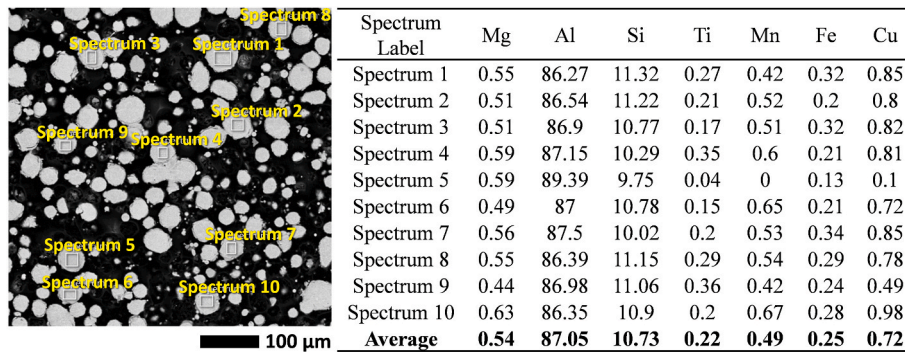 Spectrum 8
Spectrum 3
Spectrum 1
Spectrum 2
Spectrum 9
Spectrum 4
Spectrum 7
Spectrum 5
Spectrum 6
Spectrum 10
100 µm
Spectrum Label Mg Al Si Ti Mn Fe Cu
Spectrum 1 0.55 86.27 11.32 0.27 0.42 0.32 0.85
Spectrum 2 0.51 86.54 11.22 0.21 0.52 0.2 0.8
Spectrum 3 0.51 86.9 10.77 0.17 0.51 0.32 0.82
Spectrum 4 0.59 87.15 10.29 0.35 0.6 0.21 0.81
Spectrum 5 0.59 89.39 9.75 0.04 0 0.13 0.1
Spectrum 6 0.49 87 10.78 0.15 0.65 0.21 0.72
Spectrum 7 0.56 87.5 10.02 0.2 0.53 0.34 0.85
Spectrum 8 0.55 86.39 11.15 0.29 0.54 0.29 0.78
Spectrum 9 0.44 86.98 11.06 0.36 0.42 0.24 0.49
Spectrum 10 0.63 86.35 10.9 0.2 0.67 0.28 0.98
Average 0.54 87.05 10.73 0.22 0.49 0.25 0.72